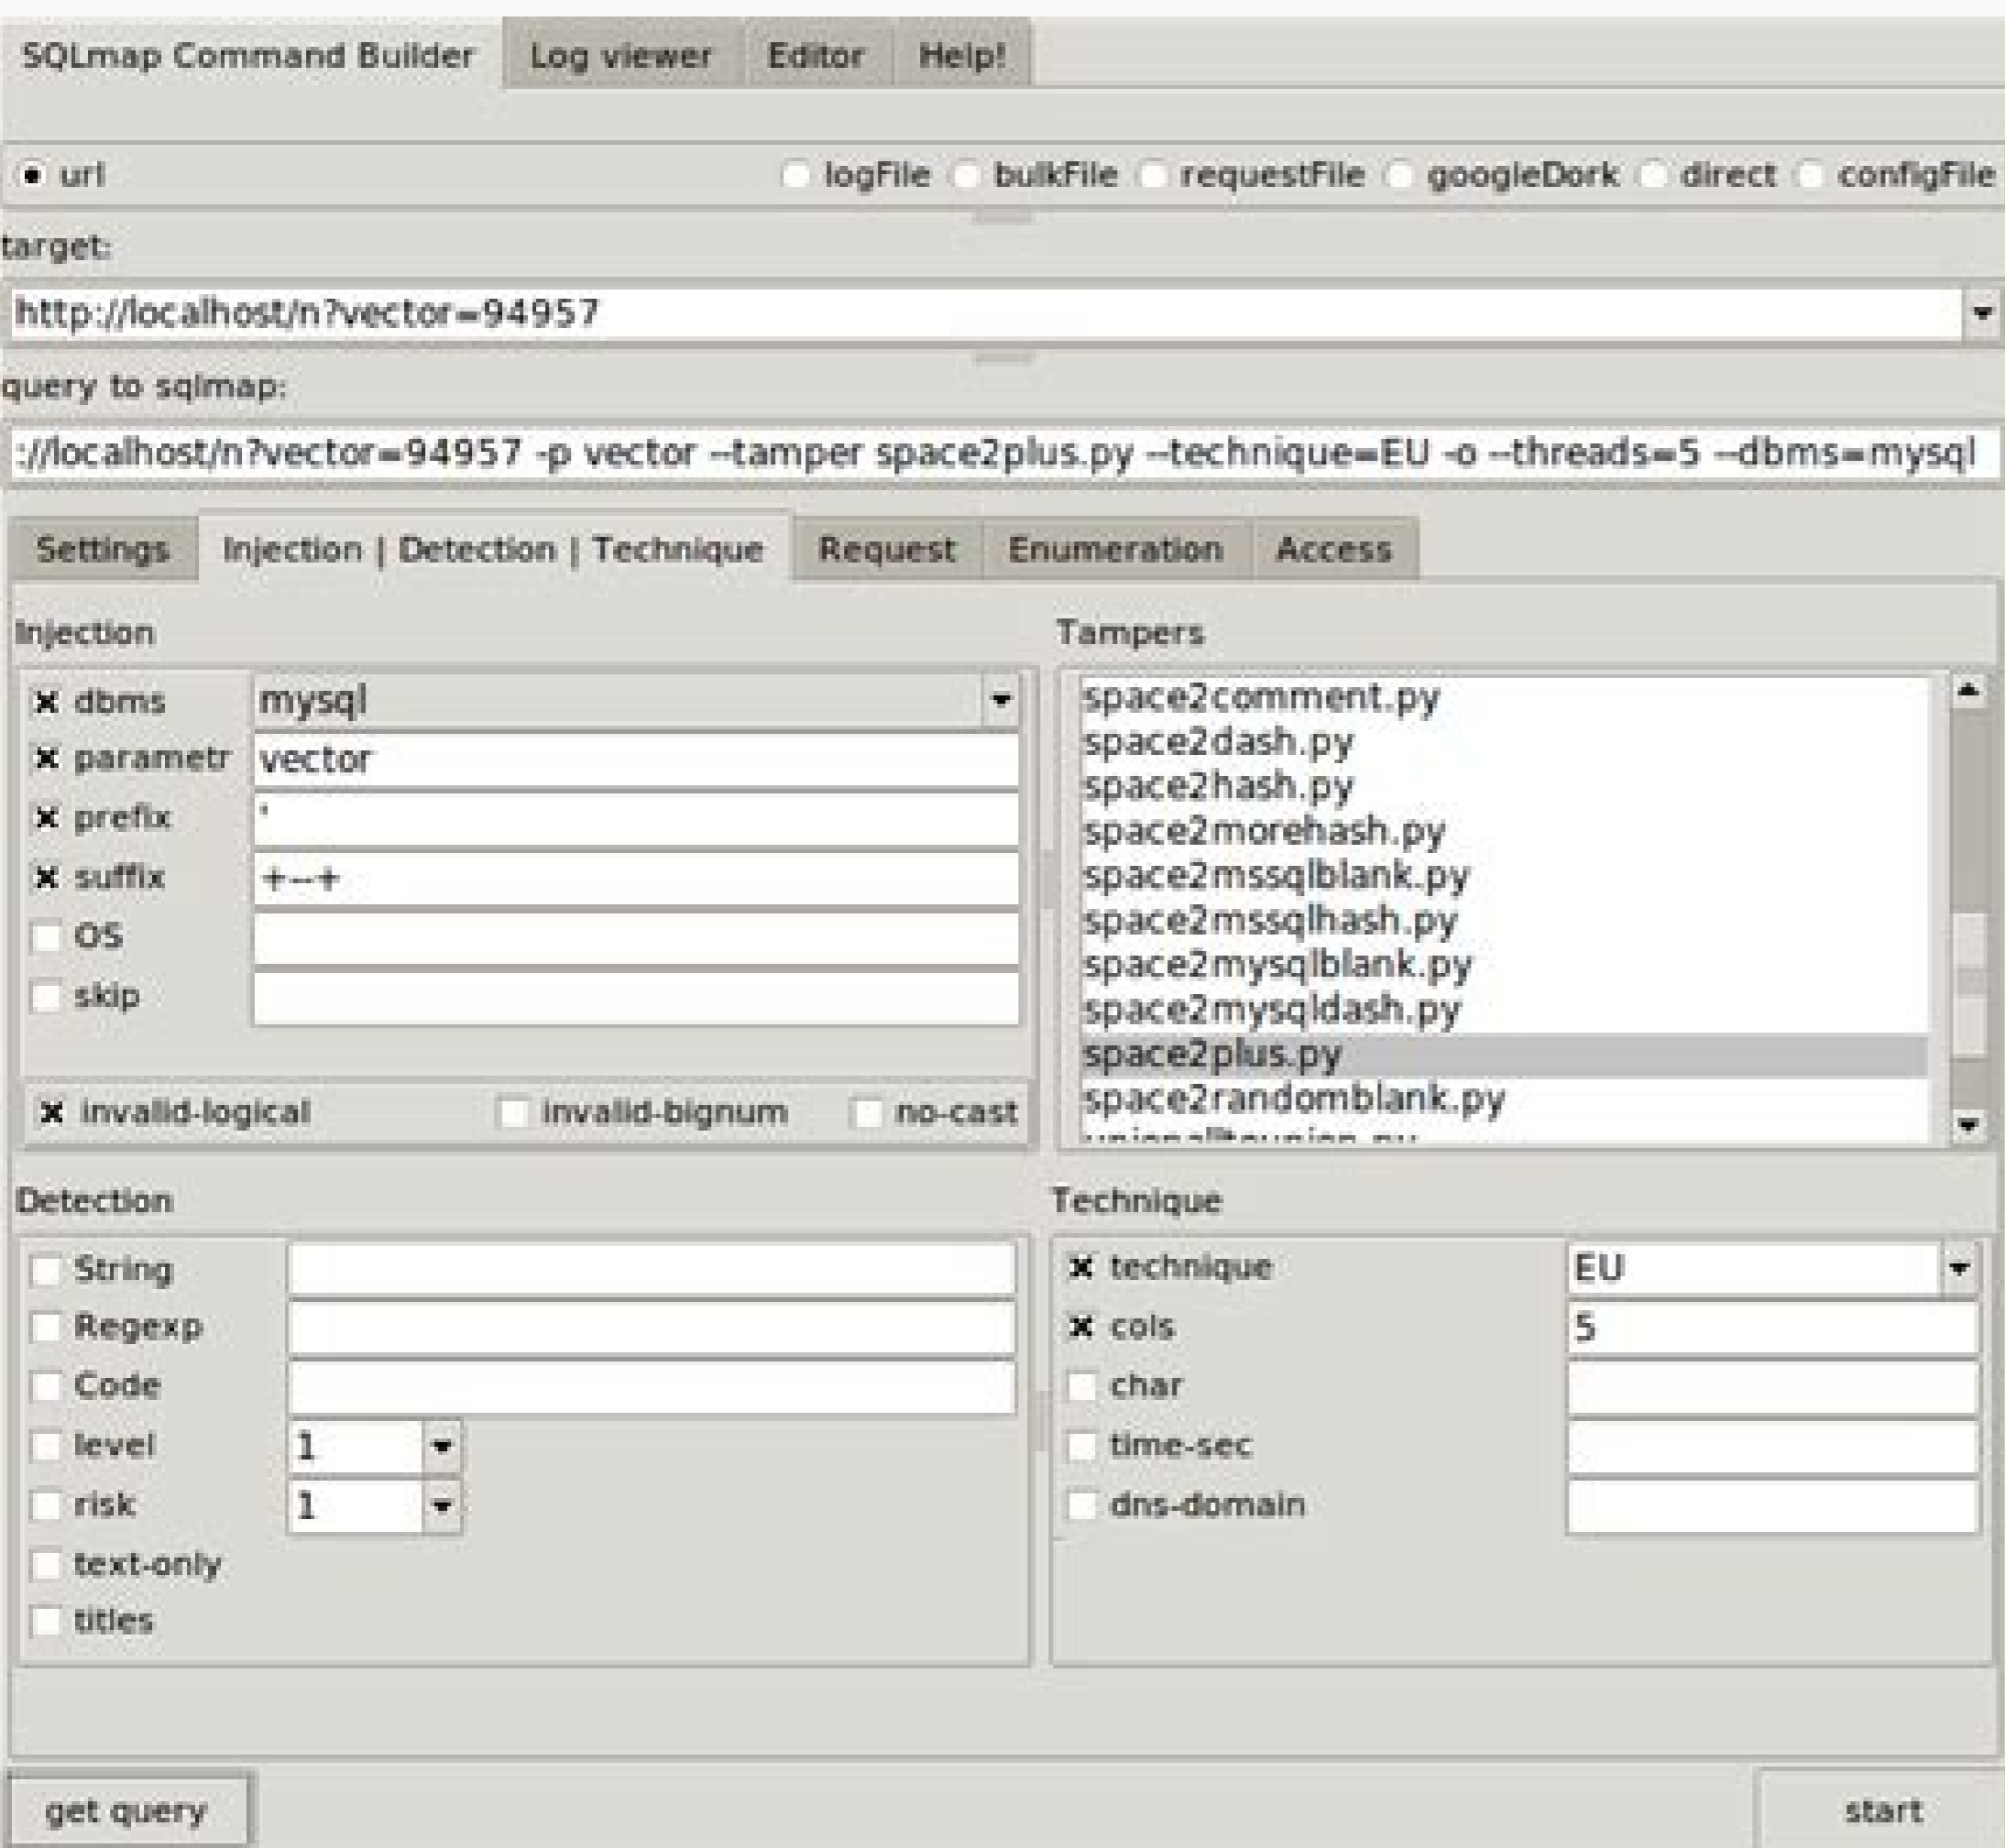 SQLmap Command Builder Log viewer Editor Help!
url logFile bulkFile requestFile googleDork direct configFile
target:
http://localhost/n?vector=94957
query to sqlmap:
://localhost/n?vector=94957 -p vector --tamper space2plus.py --technique=EU -o --threads=5 --dbms=mysql
Settings Injection | Detection | Technique Request Enumeration Access
Injection
dbms mysql
parametr vector
prefix '
suffix +--+
OS
skip
invalid-logical invalid-bignum no-cast
Tampers
space2comment.py
space2dash.py
space2hash.py
space2morehash.py
space2mssqlblank.py
space2mssqlhash.py
space2mysqlblank.py
space2mysqldash.py
space2plus.py
space2randomblank.py
Detection
String
Regexp
Code
level 1
risk 1
text-only
titles
Technique
technique EU
cols 5
char
time-sec
dns-domain
get query start